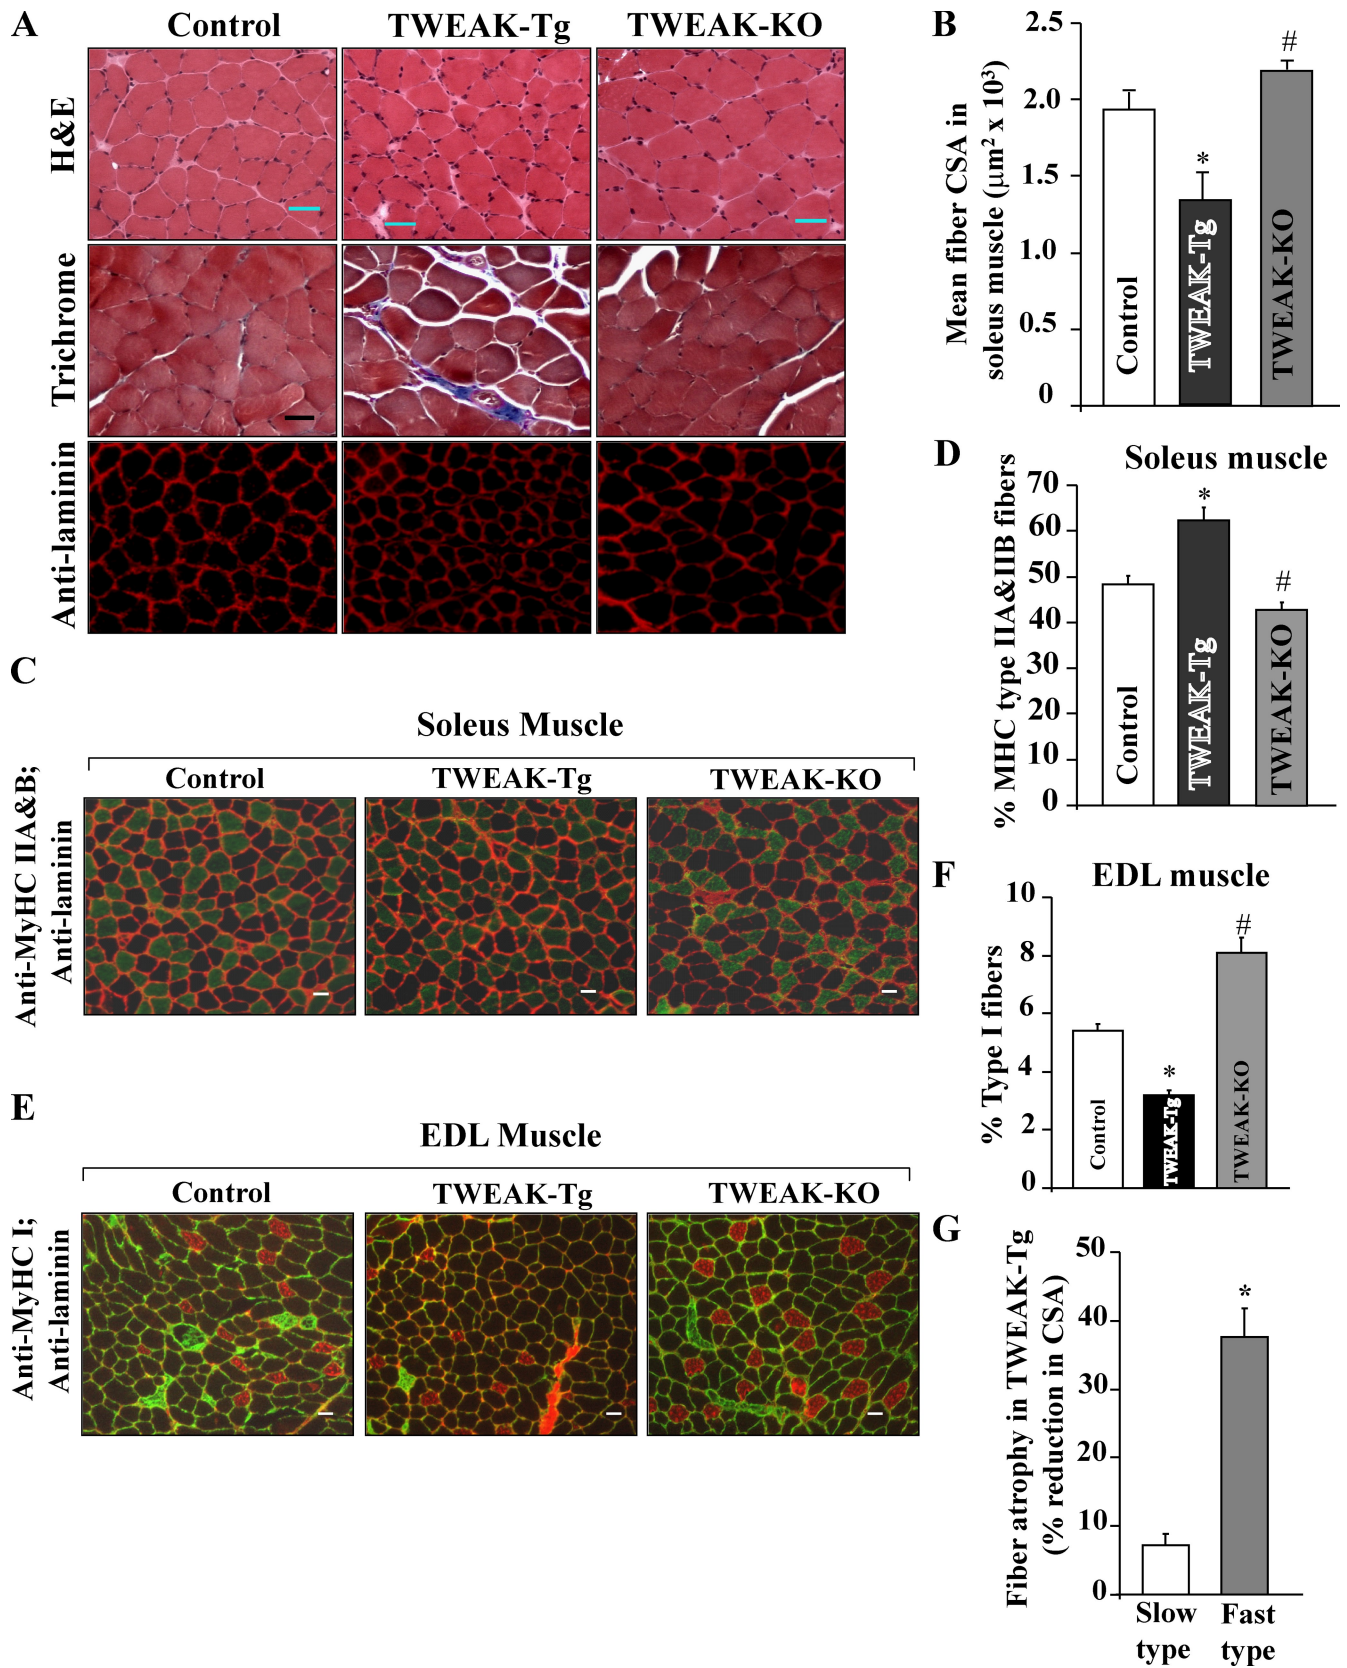 A
Control
TWEAK-Tg
TWEAK-KO
H&E
Trichrome
Anti-laminin
B
Mean fiber CSA in
soleus muscle (µm² x 10³)
2.5
2.0
1.5
1.0
0.5
0
*
#
Control
TWEAK-Tg
TWEAK-KO
C
Soleus Muscle
Control
TWEAK-Tg
TWEAK-KO
Anti-MyHC IIA&B;
Anti-laminin
D
Soleus muscle
% MHC type IIA&IIB fibers
70
60
50
40
30
20
10
0
*
#
Control
TWEAK-Tg
TWEAK-KO
E
EDL Muscle
Control
TWEAK-Tg
TWEAK-KO
Anti-MyHC I;
Anti-laminin
F
EDL muscle
% Type I fibers
10
8
6
4
2
0
*
#
Control
TWEAK-Tg
TWEAK-KO
G
Fiber atrophy in TWEAK-Tg
(% reduction in CSA)
50
40
30
20
10
0
*
Slow
type
Fast
type